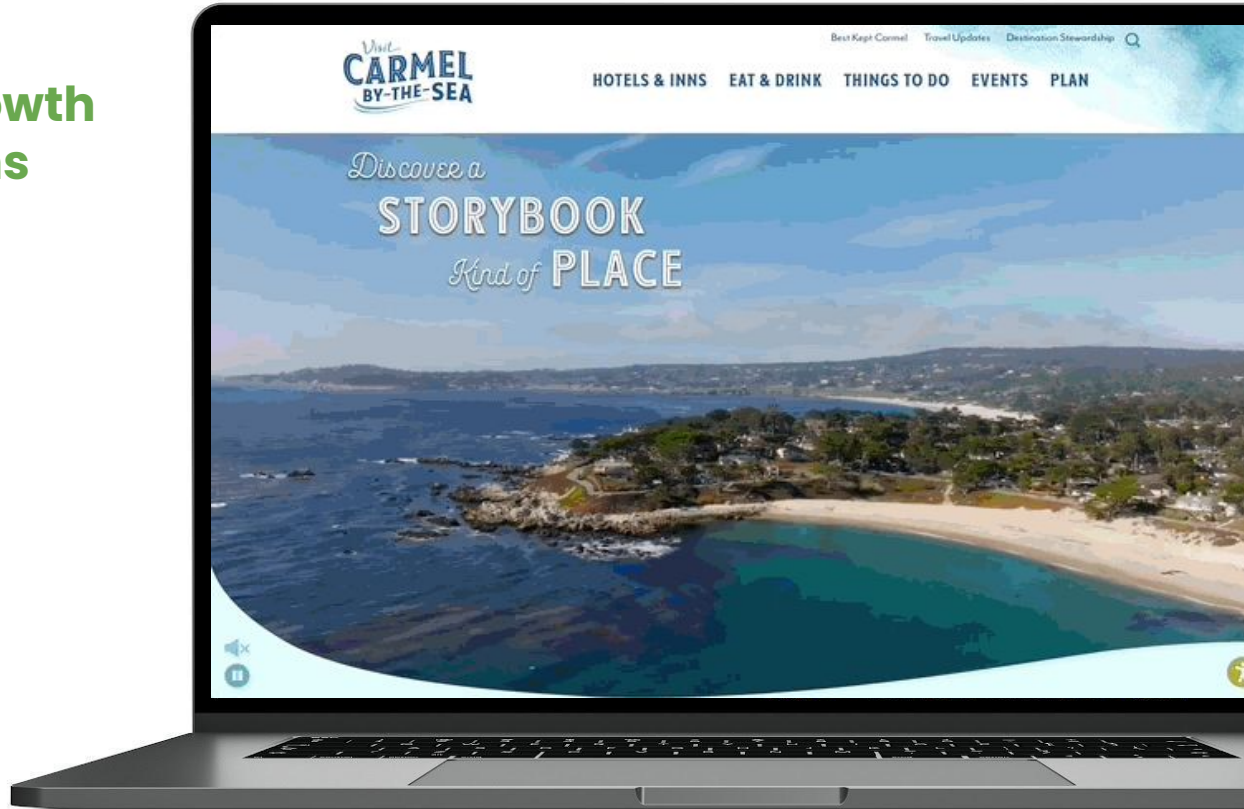 owth
ns
Visit
CARMEL
BY-THE-SEA
Best Kept Carmel Travel Updates Destination Stewardship
HOTELS & INNS EAT & DRINK THINGS TO DO EVENTS PLAN
Discover a
STORYBOOK
Kind of PLACE